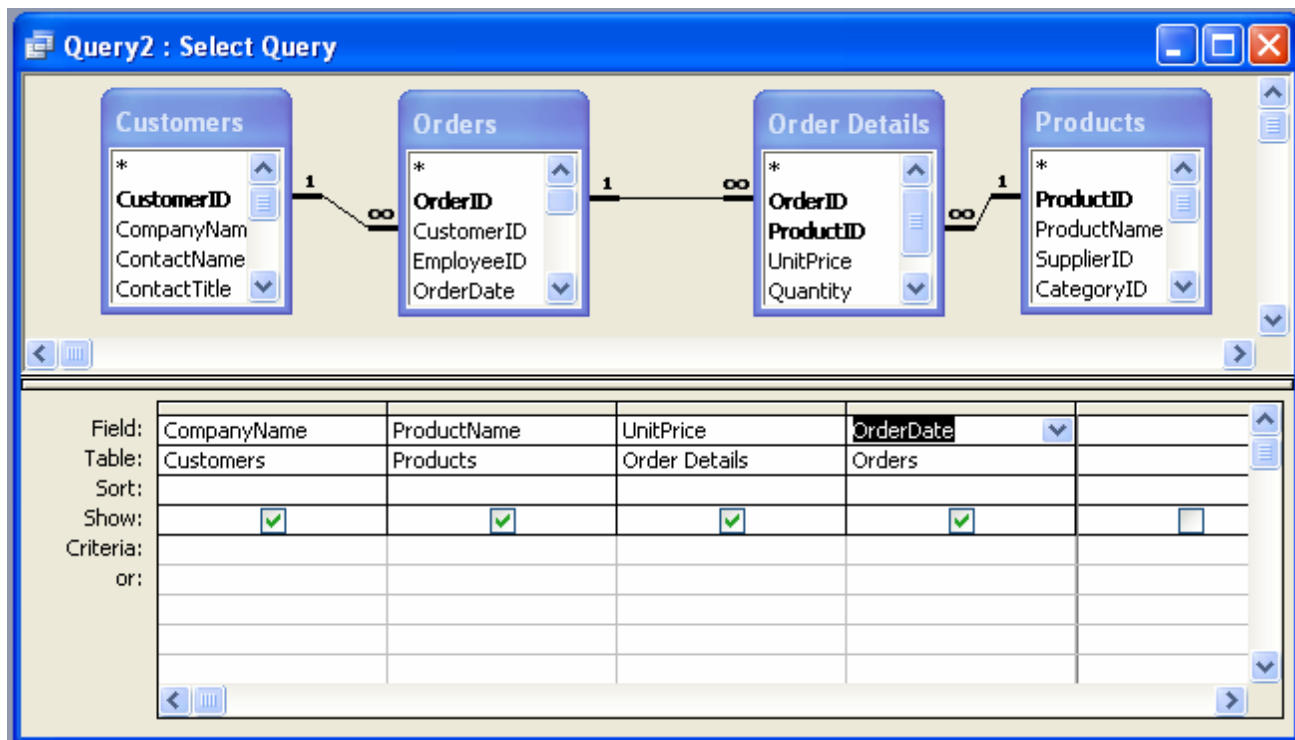 Query2 : Select Query
Customers
*
CustomerID
CompanyNam
ContactName
ContactTitle
1
∞
Orders
*
OrderID
CustomerID
EmployeeID
OrderDate
1
∞
Order Details
*
OrderID
ProductID
UnitPrice
Quantity
∞
1
Products
*
ProductID
ProductName
SupplierID
CategoryID
Field: CompanyName ProductName UnitPrice OrderDate
Table: Customers Products Order Details Orders
Sort:
Show:
Criteria:
or: